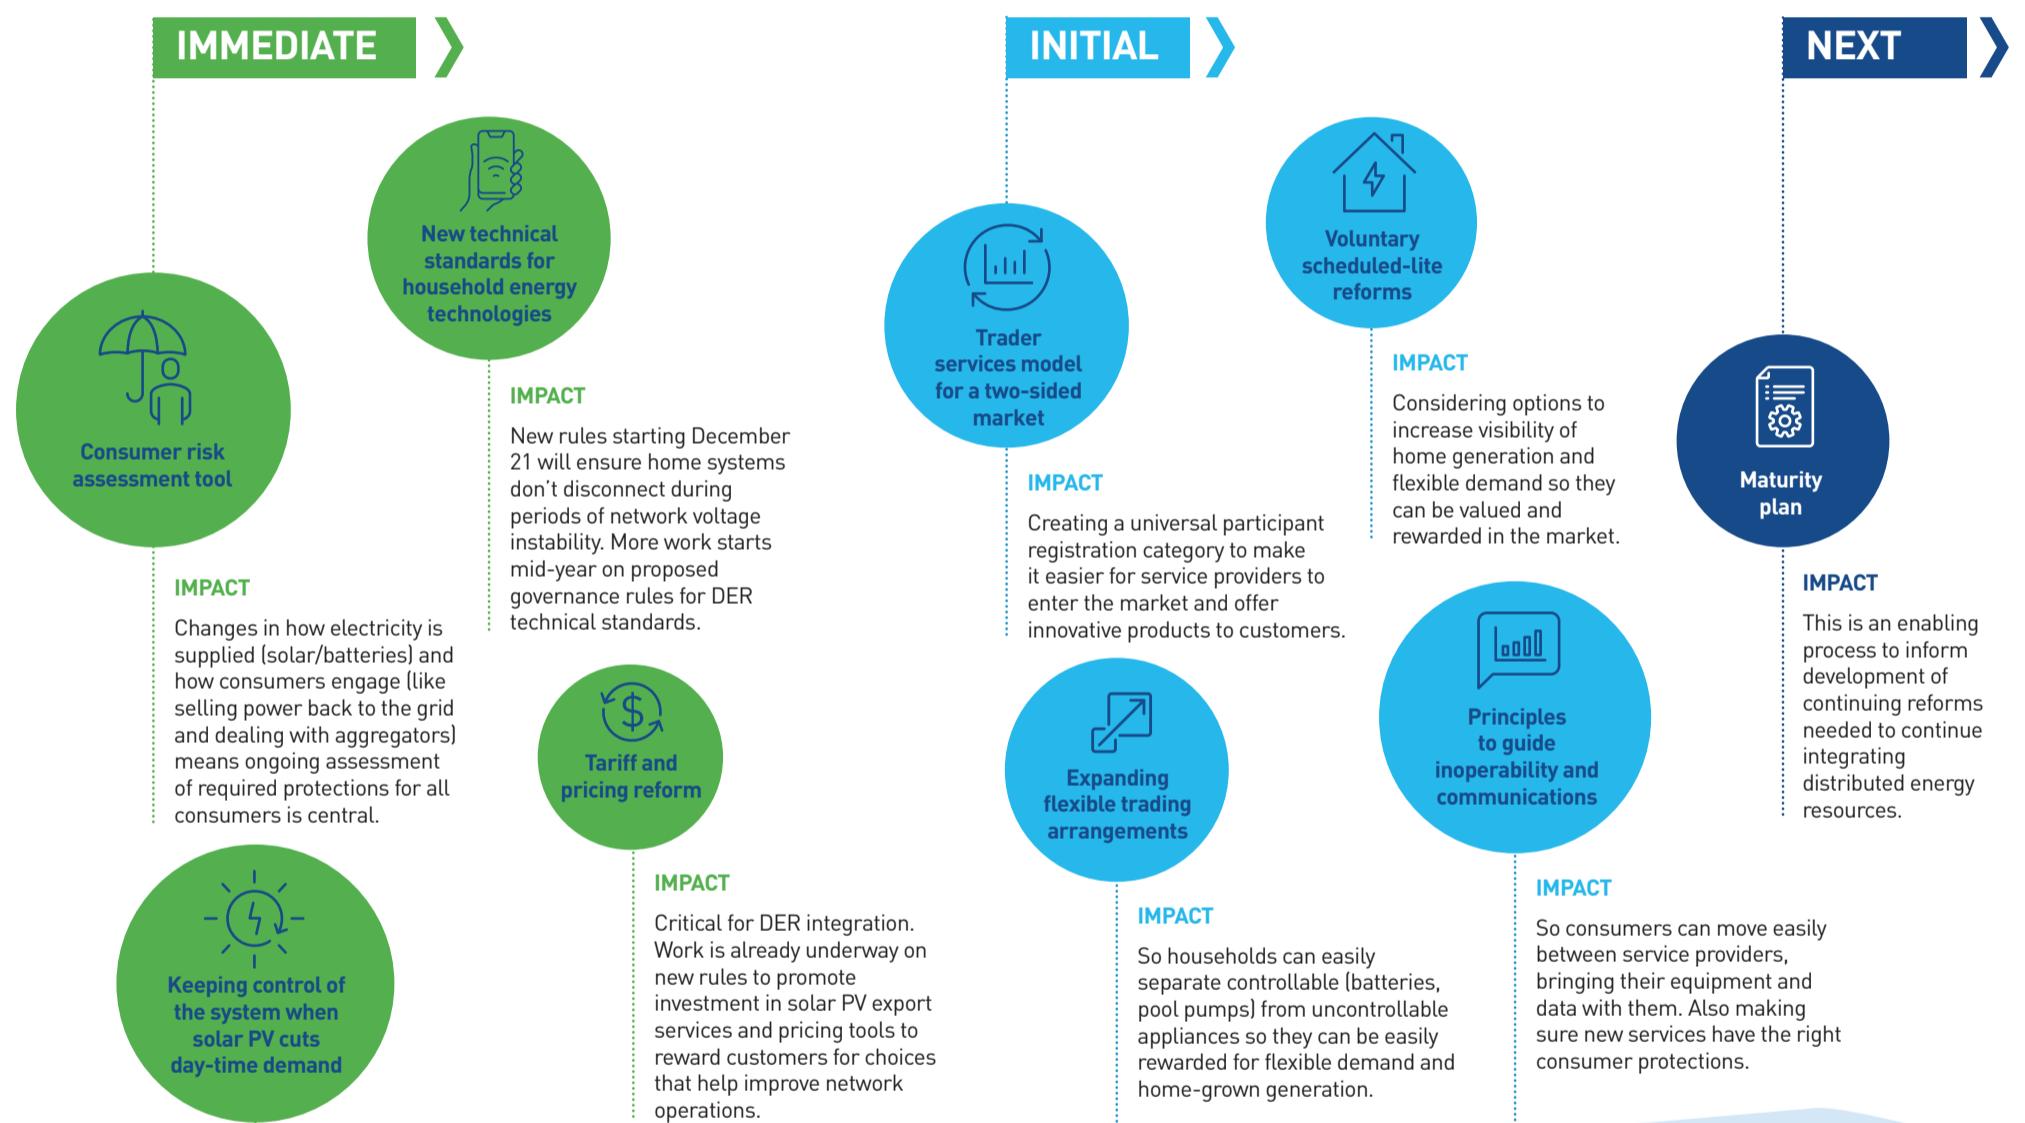 IMMEDIATE
Consumer risk
assessment tool
IMPACT
Changes in how electricity is
supplied (solar/batteries) and
how consumers engage (like
selling power back to the grid
and dealing with aggregators)
means ongoing assessment
of required protections for all
consumers is central.
Keeping control of
the system when
solar PV cuts
day-time demand
New technical
standards for
household energy
technologies
IMPACT
New rules starting December
21 will ensure home systems
don't disconnect during
periods of network voltage
instability. More work starts
mid-year on proposed
governance rules for DER
technical standards.
$
Tariff and
pricing reform
IMPACT
Critical for DER integration.
Work is already underway on
new rules to promote
investment in solar PV export
services and pricing tools to
reward customers for choices
that help improve network
operations.
INITIAL
Trader
services model
for a two-sided
market
IMPACT
Creating a universal participant
registration category to make
it easier for service providers to
enter the market and offer
innovative products to customers.
Expanding
flexible trading
arrangements
IMPACT
So households can easily
separate controllable (batteries,
pool pumps) from uncontrollable
appliances so they can be easily
rewarded for flexible demand and
home-grown generation.
Voluntary
scheduled-lite
reforms
IMPACT
Considering options to
increase visibility of
home generation and
flexible demand so they
can be valued and
rewarded in the market.
Principles
to guide
inoperability and
communications
IMPACT
So consumers can move easily
between service providers,
bringing their equipment and
data with them. Also making
sure new services have the right
consumer protections.
NEXT
Maturity
plan
IMPACT
This is an enabling
process to inform
development of
continuing reforms
needed to continue
integrating
distributed energy
resources.